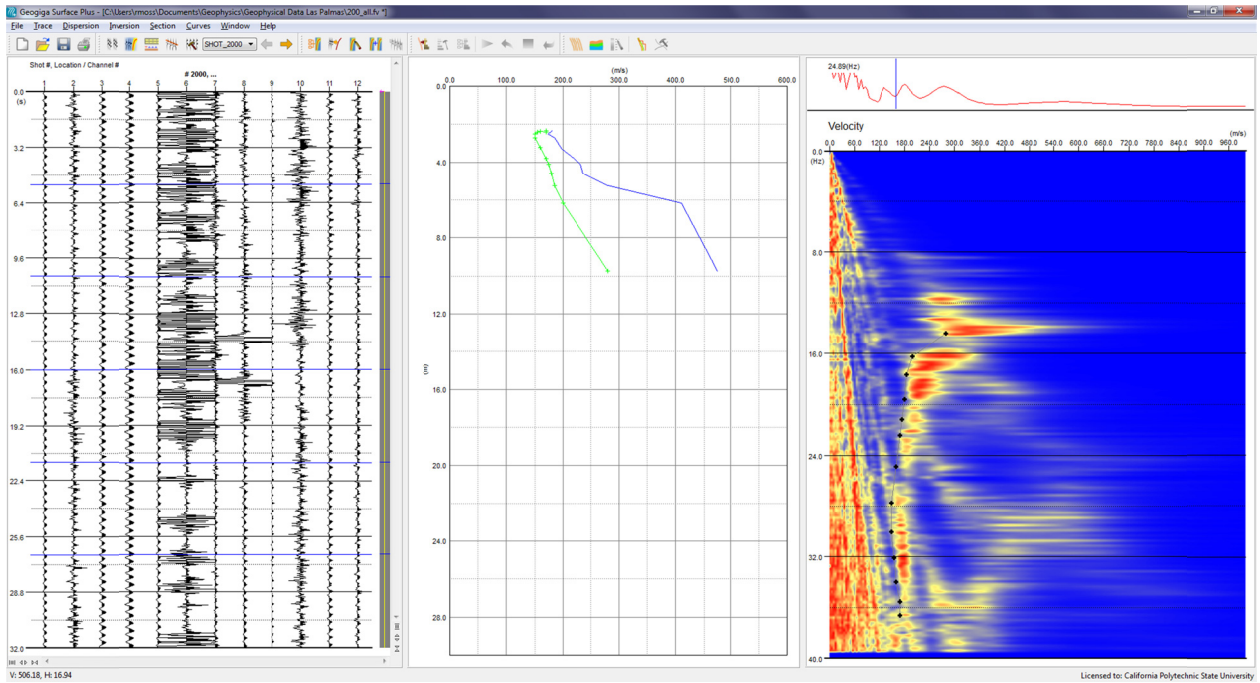 Geogiga Surface Plus - [C:\Users\rmoss\Documents\Geophysics\Geophysical Data Las Palmas\200_all.fv *]
File Trace Dispersion Inversion Section Curves Window Help
SHOT_2000
Shot #, Location / Channel #
# 2000, ...
1 2 3 4 5 6 7 8 9 10 11 12
0.0
(s)
3.2
6.4
9.6
12.8
16.0
19.2
22.4
25.6
28.8
32.0
(m/s)
0.0 100.0 200.0 300.0 400.0 500.0 600.0
0.0
4.0
8.0
12.0
16.0
(m)
20.0
24.0
28.0
24.89(Hz)
Velocity
(m/s)
0.0 60.0 120.0 180.0 240.0 300.0 360.0 420.0 480.0 540.0 600.0 660.0 720.0 780.0 840.0 900.0 960.0
0.0
(Hz)
8.0
16.0
24.0
32.0
40.0
V: 506.18, H: 16.94
Licensed to: California Polytechnic State University